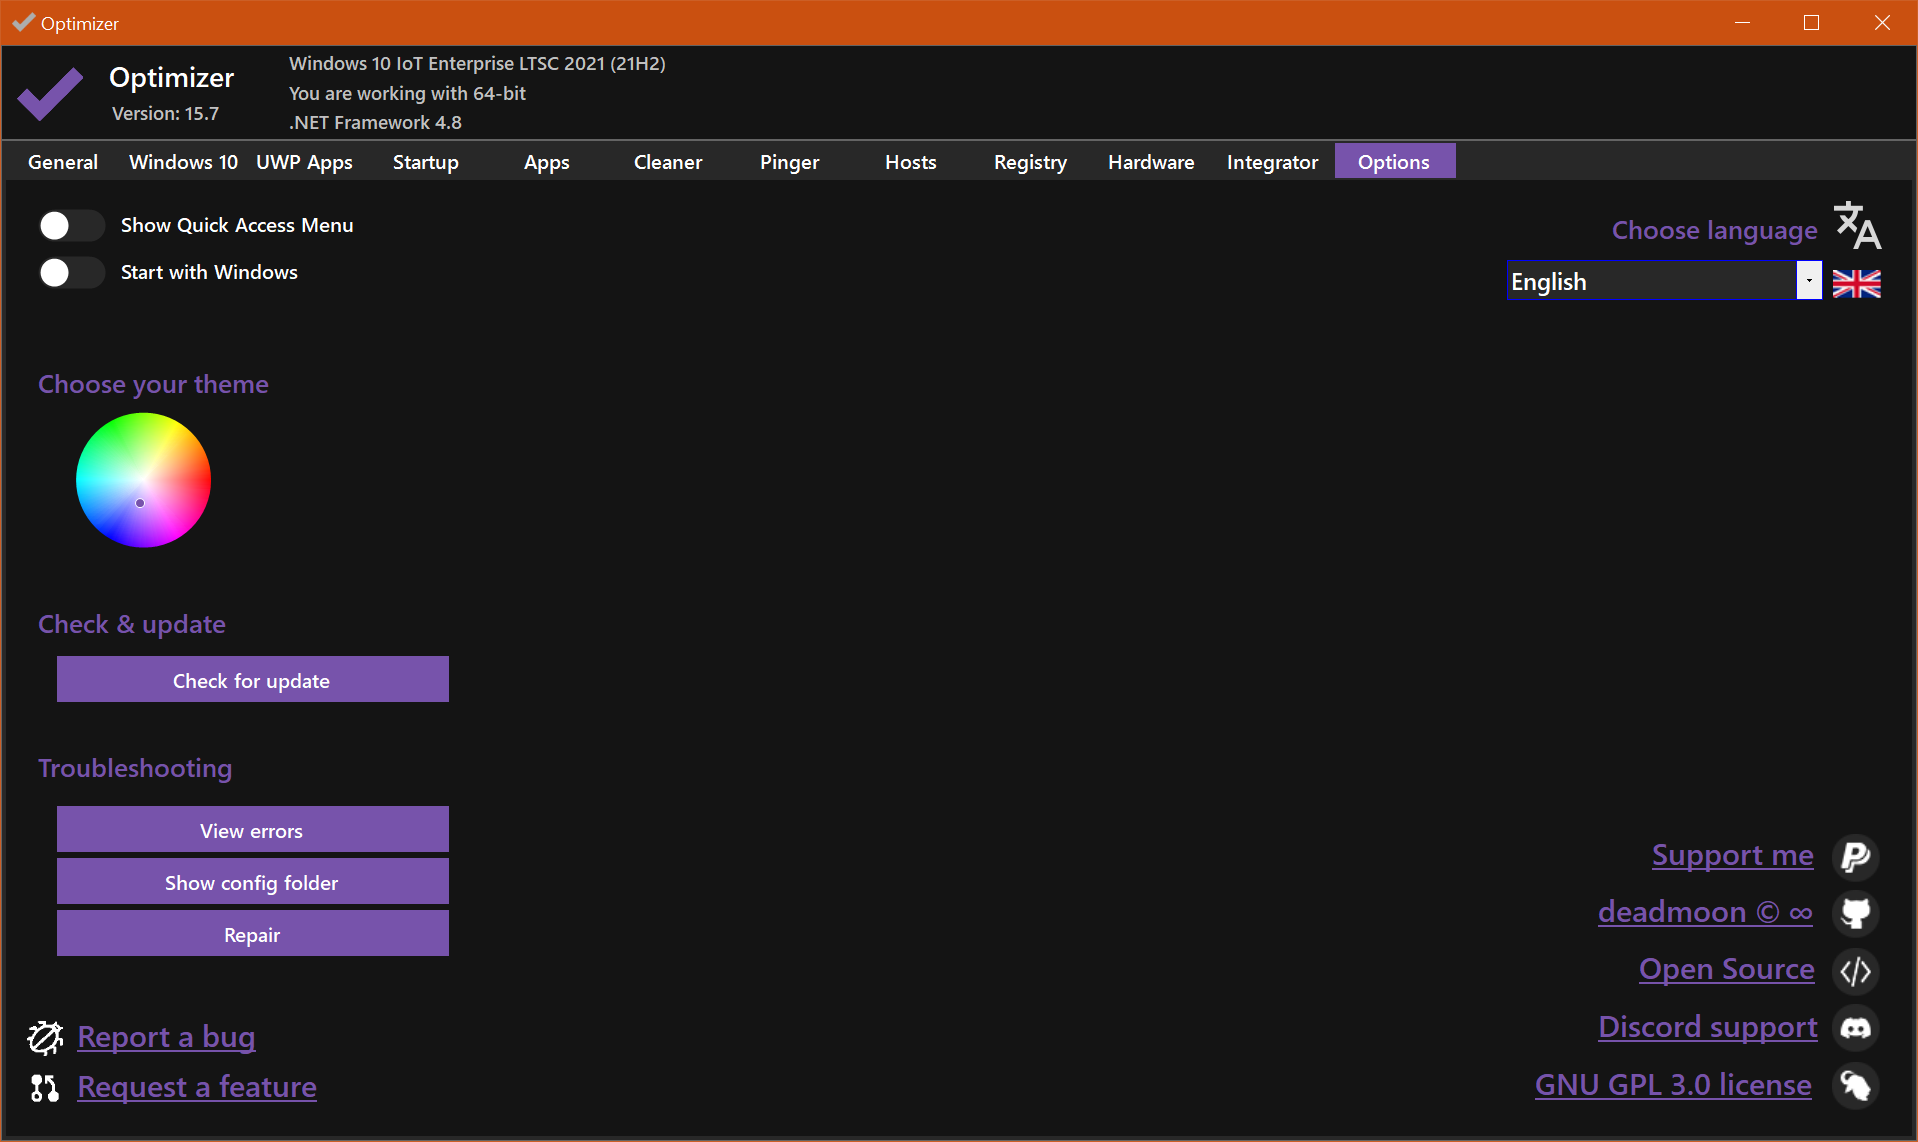 Optimizer
Optimizer
Version: 15.7
Windows 10 IoT Enterprise LTSC 2021 (21H2)
You are working with 64-bit
.NET Framework 4.8
General Windows 10 UWP Apps Startup Apps Cleaner Pinger Hosts Registry Hardware Integrator Options
Show Quick Access Menu
Start with Windows
Choose language
English
Choose your theme
Check & update
Check for update
Troubleshooting
View errors
Show config folder
Repair
Report a bug
Request a feature
Support me
deadmoon © ∞
Open Source
Discord support
GNU GPL 3.0 license